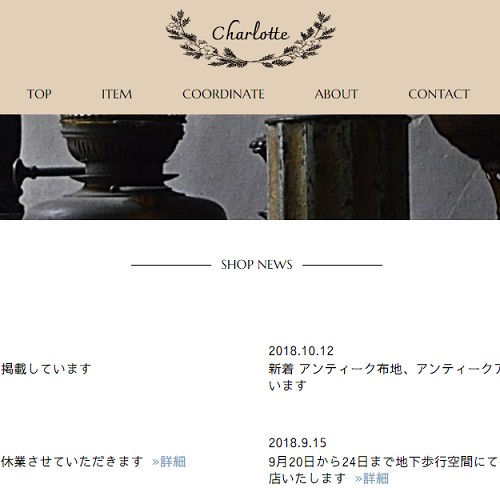 Charlotte
TOP ITEM COORDINATE ABOUT CONTACT
SHOP NEWS
掲載しています
2018.10.12
新着 アンティーク布地、アンティークア
います
休業させていただきます »詳細
2018.9.15
9月20日から24日まで地下歩行空間にて
店いたします »詳細